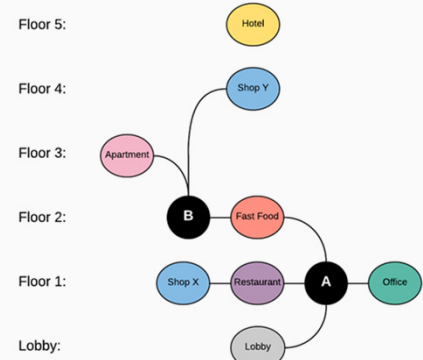 Floor 5:
Hotel
Floor 4:
Shop Y
Floor 3:
Apartment
Floor 2:
B
Fast Food
Floor 1:
Shop X
Restaurant
A
Office
Lobby:
Lobby